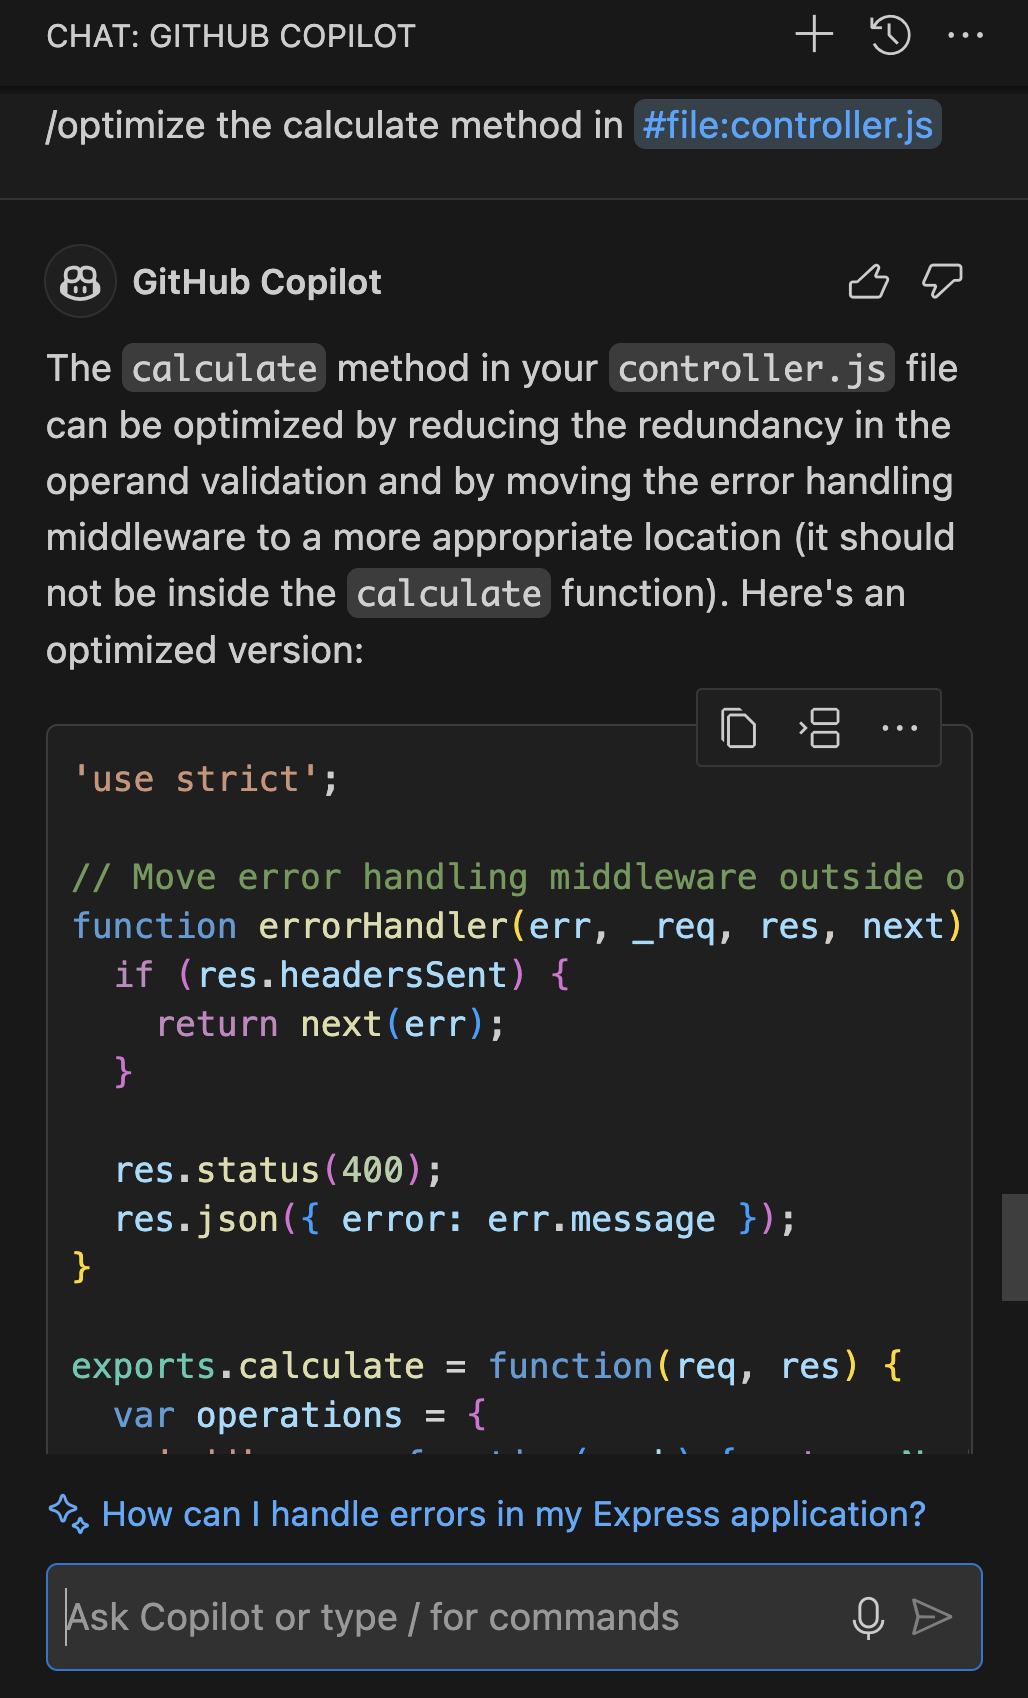 CHAT: GITHUB COPILOT
/optimize the calculate method in #file:controller.js
GitHub Copilot
The calculate method in your controller.js file
can be optimized by reducing the redundancy in the
operand validation and by moving the error handling
middleware to a more appropriate location (it should
not be inside the calculate function). Here's an
optimized version:
'use strict';
// Move error handling middleware outside o
function errorHandler(err, _req, res, next)
if (res.headersSent) {
return next(err);
}
res.status(400);
res.json({ error: err.message });
}
exports.calculate = function(req, res) {
var operations = {
How can I handle errors in my Express application?
Ask Copilot or type / for commands